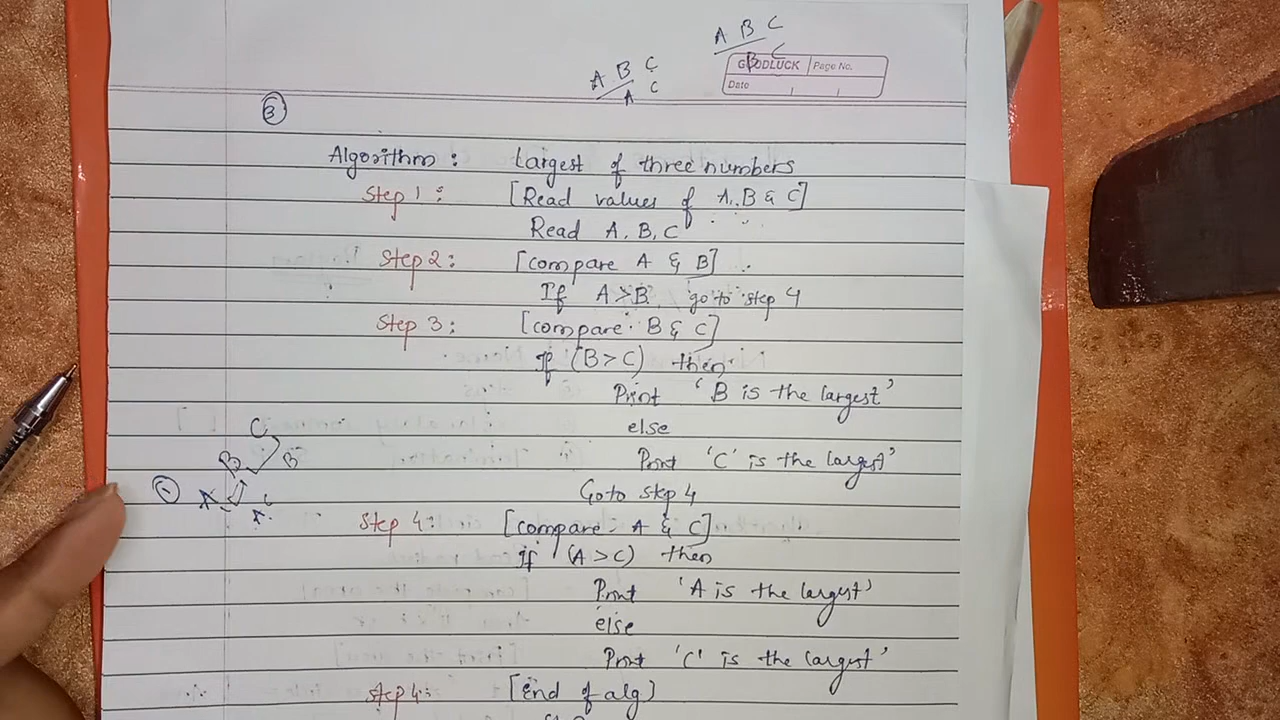 A B C
A B C
B C
A C
GOODLUCK Page No.
Date
3
Algorithm : Largest of three numbers
Step 1 : [Read values of A, B & C]
Read A, B, C
Step 2 : [compare A & B]
If A>B go to step 4
Step 3 : [compare B & C]
if (B > C) then
Print 'B is the largest'
else
Print 'C' is the largest'
Goto step 4
Step 4 : [compare A & C]
if (A > C) then
Print 'A is the largest'
else
Print 'C' is the largest'
Step 4 : [End of alg]
C
B B
A